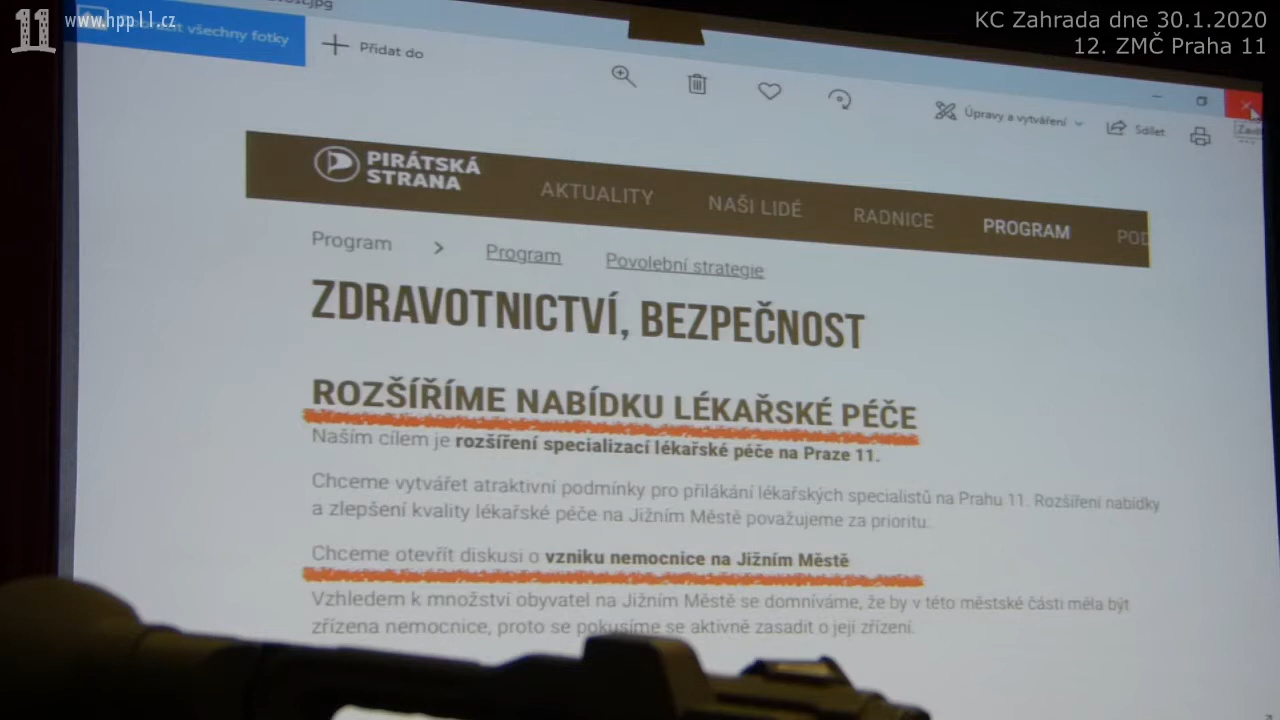 11 www.hpp11.cz
KC Zahrada dne 30.1.2020
12. ZMČ Praha 11
všechny fotky
Přidat do
Úpravy a vytváření
Sdílet
PIRÁTSKÁ
STRANA
AKTUALITY NAŠI LIDÉ RADNICE PROGRAM POD
Program > Program Povolební strategie
ZDRAVOTNICTVÍ, BEZPEČNOST
ROZŠÍŘÍME NABÍDKU LÉKAŘSKÉ PÉČE
Naším cílem je rozšíření specializací lékařské péče na Praze 11.
Chceme vytvářet atraktivní podmínky pro přilákání lékařských specialistů na Prahu 11. Rozšíření nabídky
a zlepšení kvality lékařské péče na Jižním Městě považujeme za prioritu.
Chceme otevřít diskusi o vzniku nemocnice na Jižním Městě
Vzhledem k množství obyvatel na Jižním Městě se domníváme, že by v této městské části měla být
zřízena nemocnice, proto se pokusíme se aktivně zasadit o její zřízení.